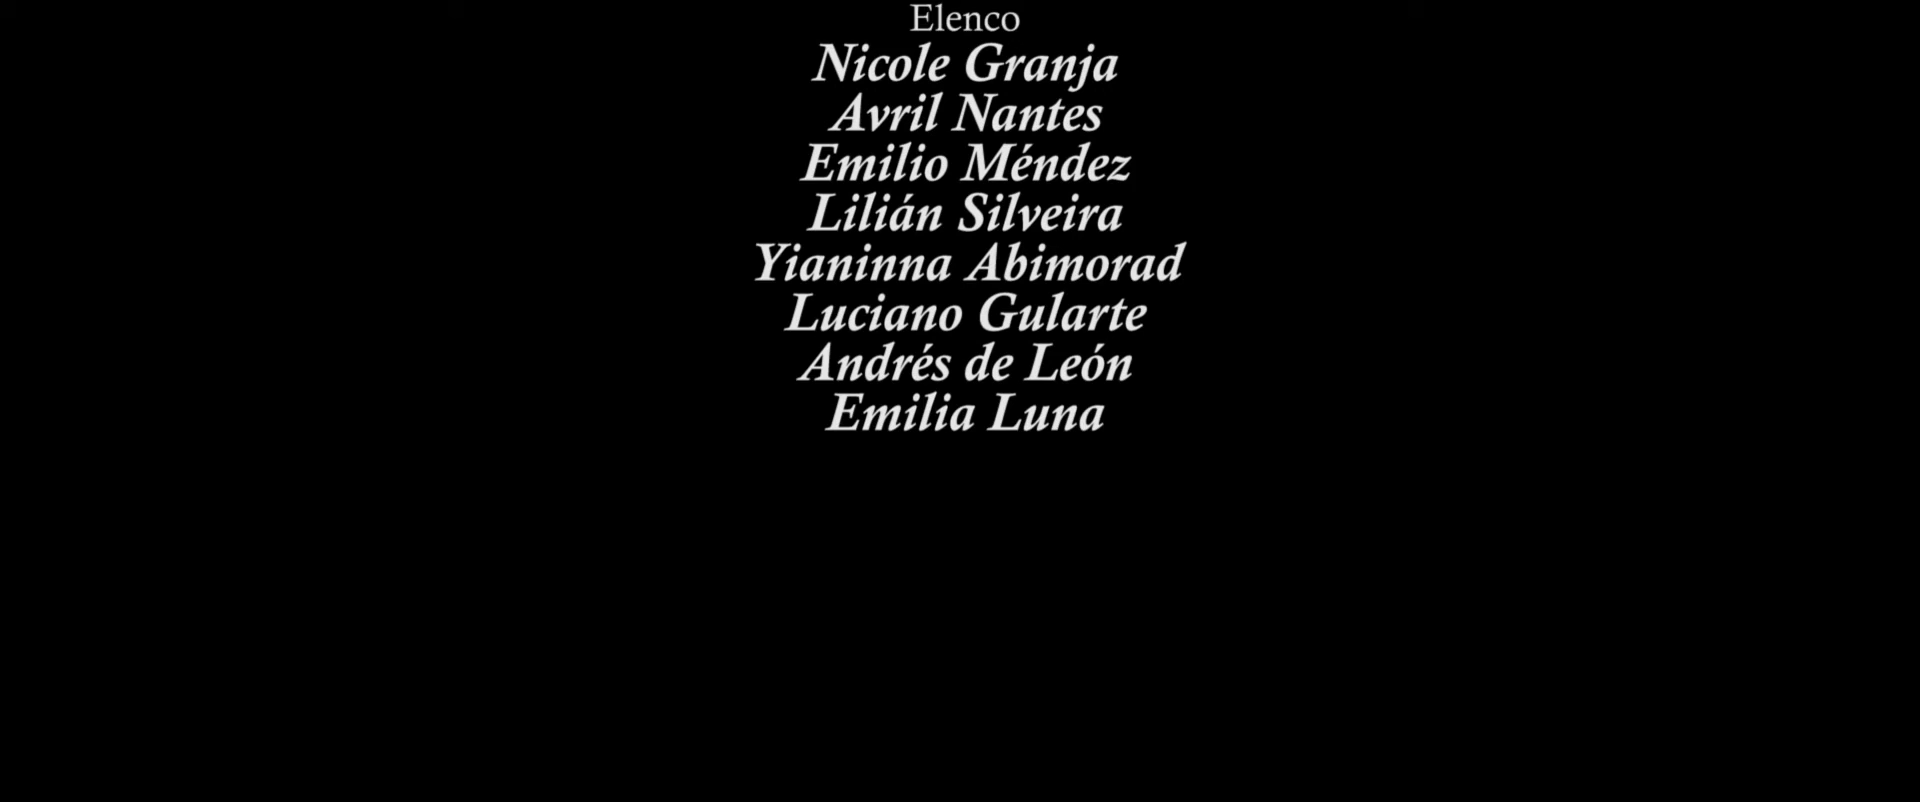 Elenco
Nicole Granja
Avril Nantes
Emilio Méndez
Lilián Silveira
Yianinna Abimorad
Luciano Gularte
Andrés de León
Emilia Luna